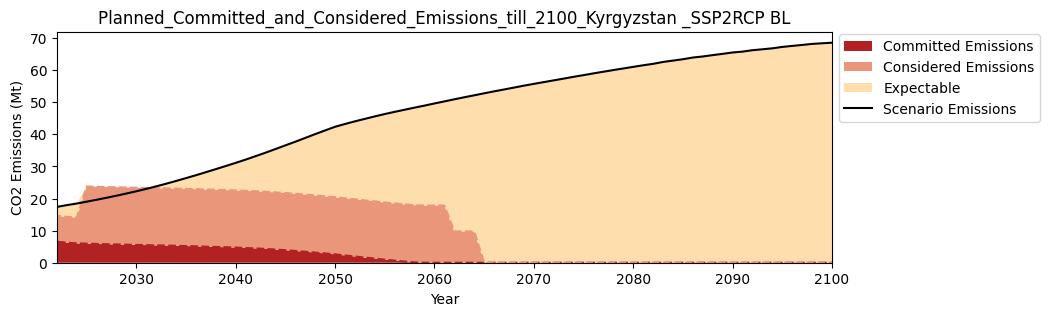 Planned_Committed_and_Considered_Emissions_till_2100_Kyrgyzstan _SSP2RCP BL
70
60
50
40
30
20
10
0
CO2 Emissions (Mt)
2030
2040
2050
2060
2070
2080
2090
2100
Year
Committed Emissions
Considered Emissions
Expectable
Scenario Emissions